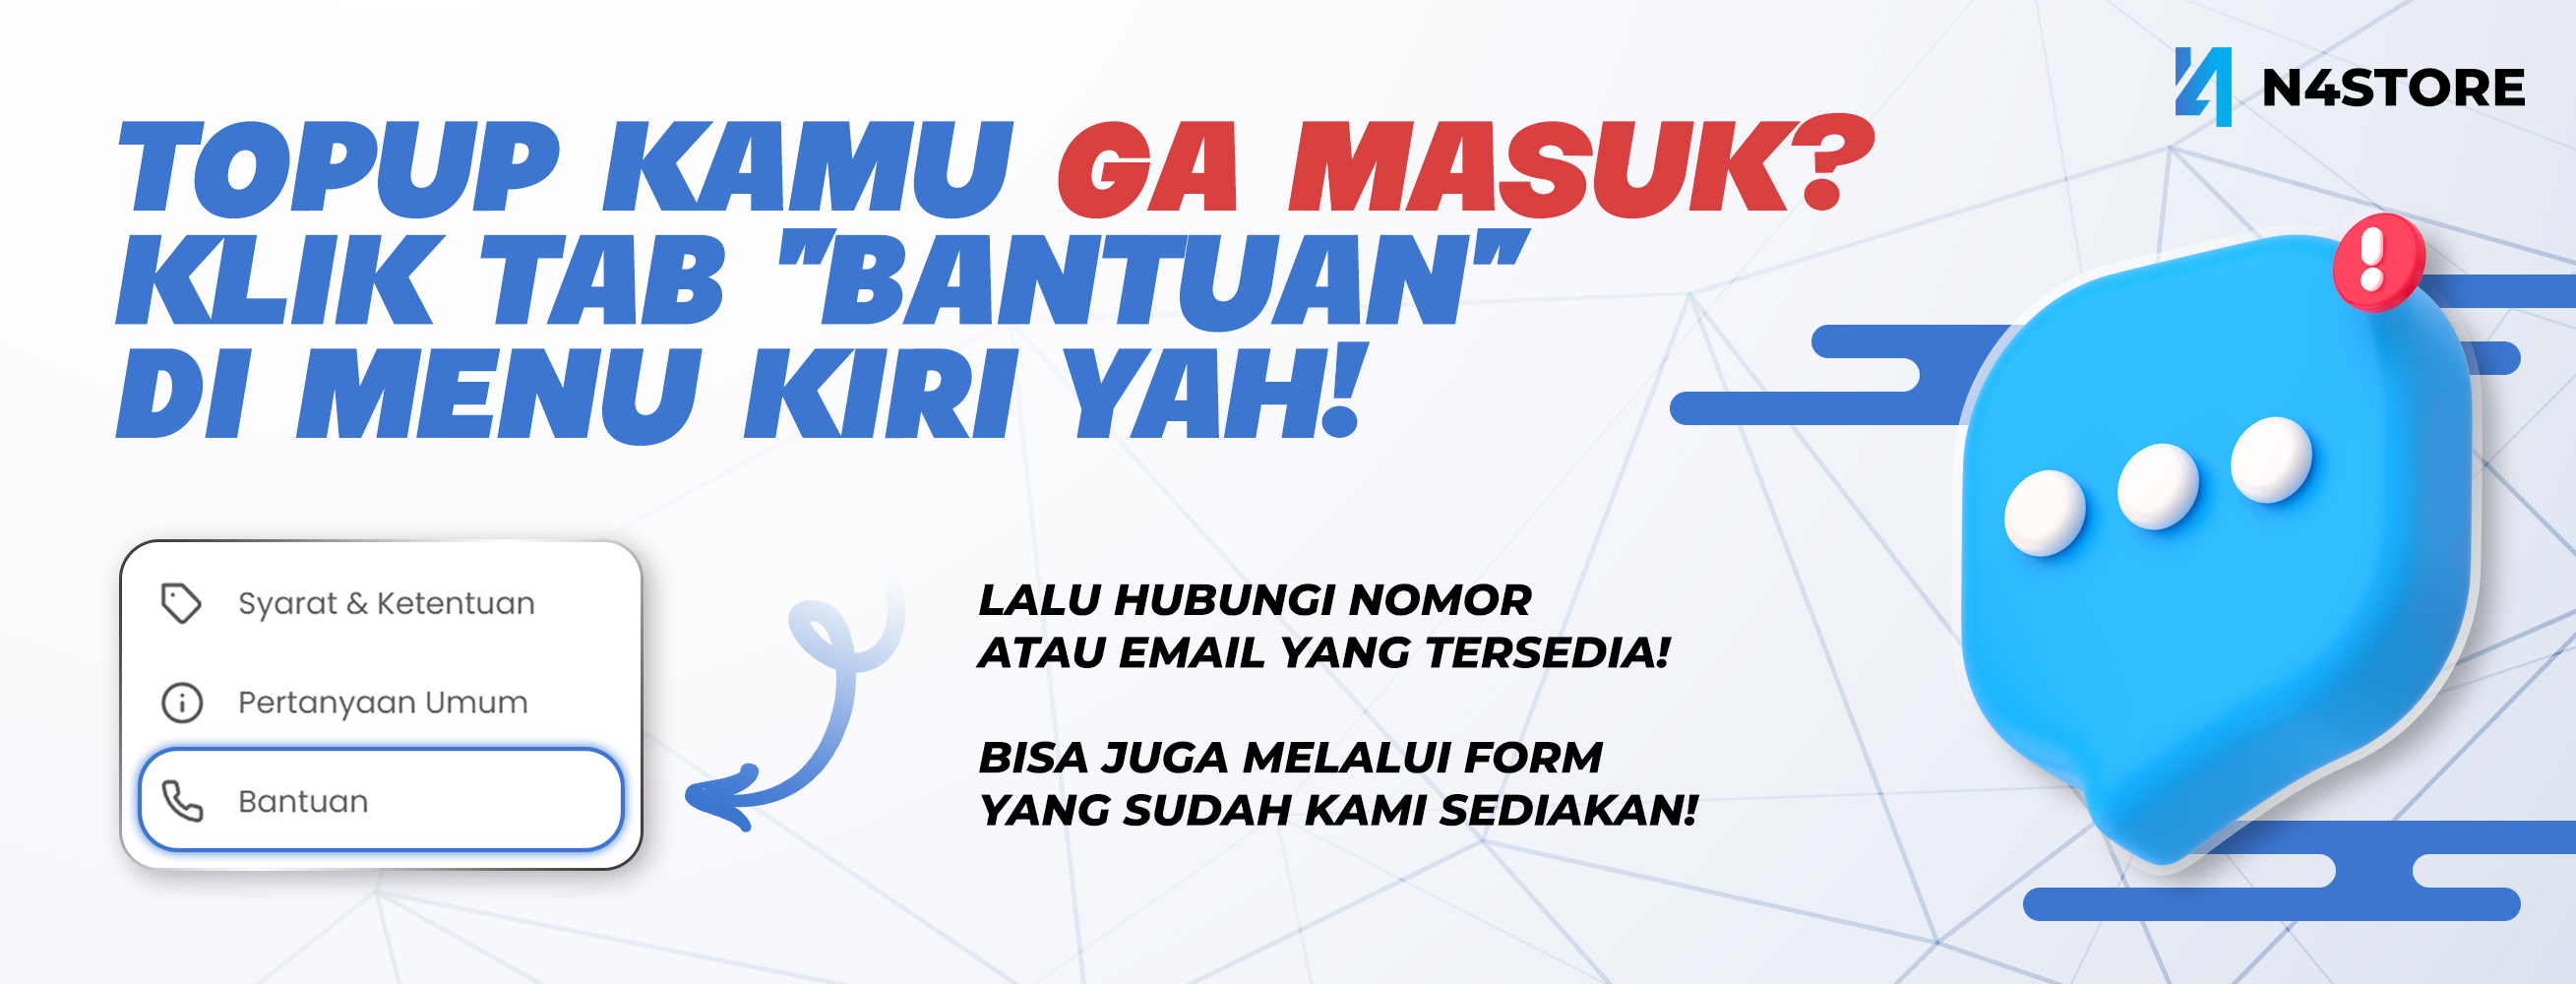 N4STORE
TOPUP KAMU GA MASUK?
KLIK TAB "BANTUAN"
DI MENU KIRI YAH!
Syarat & Ketentuan
Pertanyaan Umum
Bantuan
LALU HUBUNGI NOMOR
ATAU EMAIL YANG TERSEDIA!
BISA JUGA MELALUI FORM
YANG SUDAH KAMI SEDIAKAN!